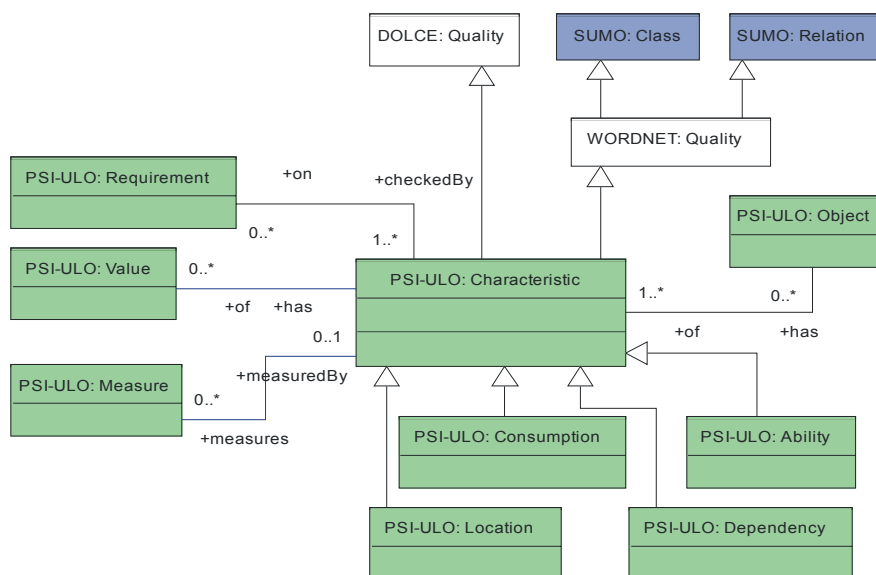 DOLCE: Quality
SUMO: Class
SUMO: Relation
WORDNET: Quality
PSI-ULO: Requirement
+on
+checkedBy
PSI-ULO: Object
0..*
1..*
PSI-ULO: Value
0..*
PSI-ULO: Characteristic
1..*
0..*
+of
+has
0..1
+of
+has
+measuredBy
PSI-ULO: Measure
0..*
+measures
PSI-ULO: Consumption
PSI-ULO: Ability
PSI-ULO: Location
PSI-ULO: Dependency